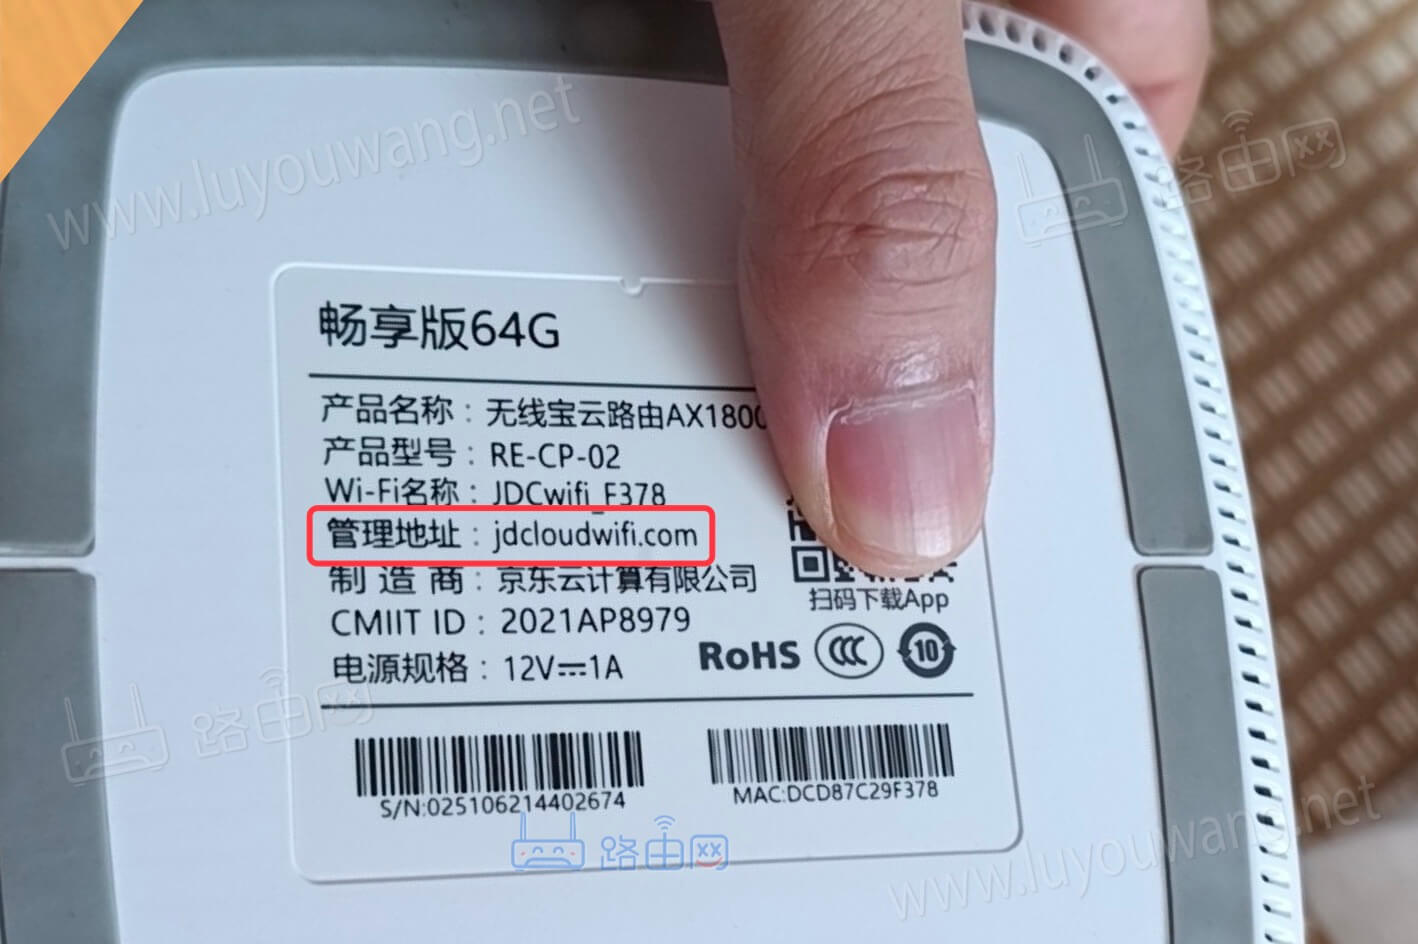 www.luyouwang.net
路由网
畅享版64G
产品名称：无线宝云路由AX1800
产品型号：RE-CP-02
Wi-Fi名称：JDCwifi_F378
管理地址：jdcloudwifi.com
制 造 商：京东云计算有限公司
扫码下载App
CMIIT ID：2021AP8979
电源规格：12V⎓1A
RoHS
CCC
10
S/N:025106214402674
MAC:DCD87C29F378
路由网
路由网
www.luyouwang.net